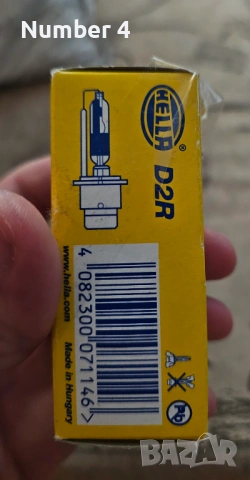 Number 4
HELLA ®
D2R
4 082300 071146 >
www.hella.com
Made in Hungary
Pb
BAZAR